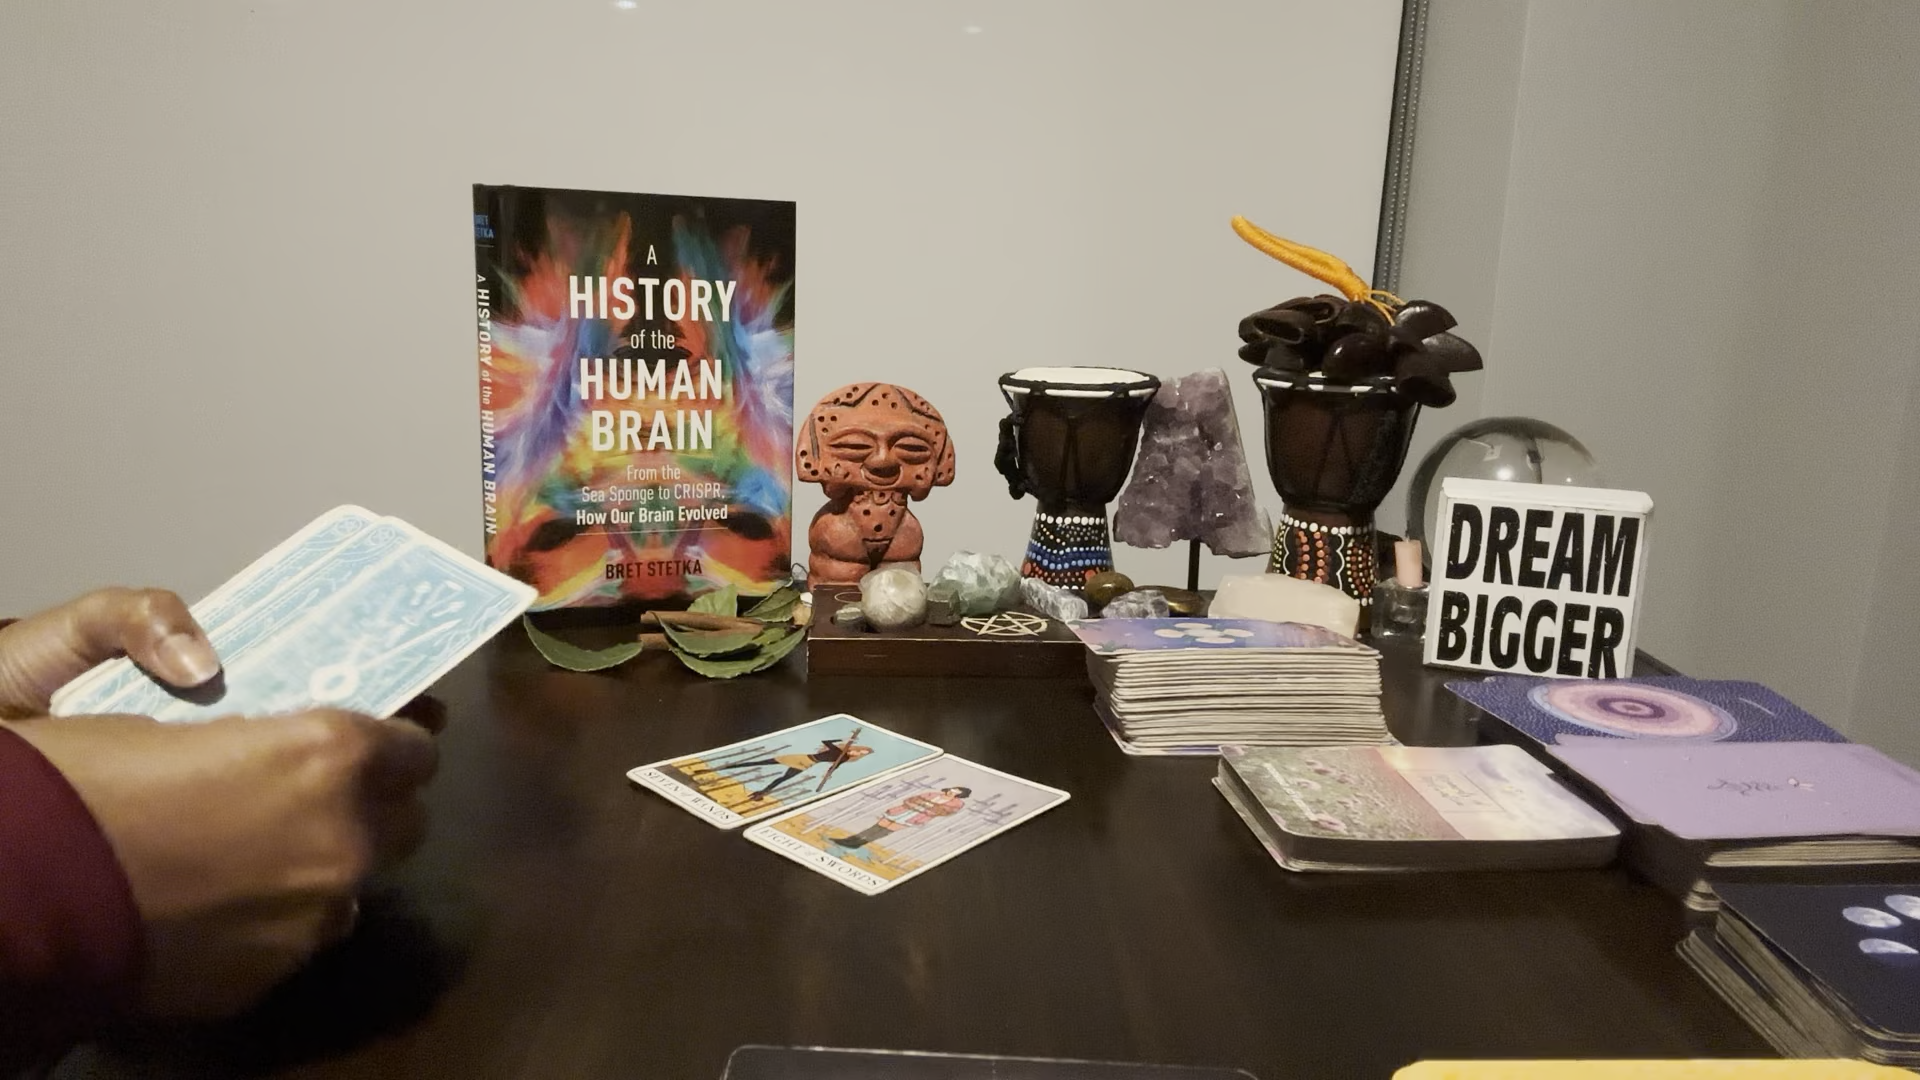 BRET
STETKA
A HISTORY of the HUMAN BRAIN
A
HISTORY
of the
HUMAN
BRAIN
From the
Sea Sponge to CRISPR,
How Our Brain Evolved
BRET STETKA
DREAM
BIGGER
SEVEN of WANDS
EIGHT of SWORDS